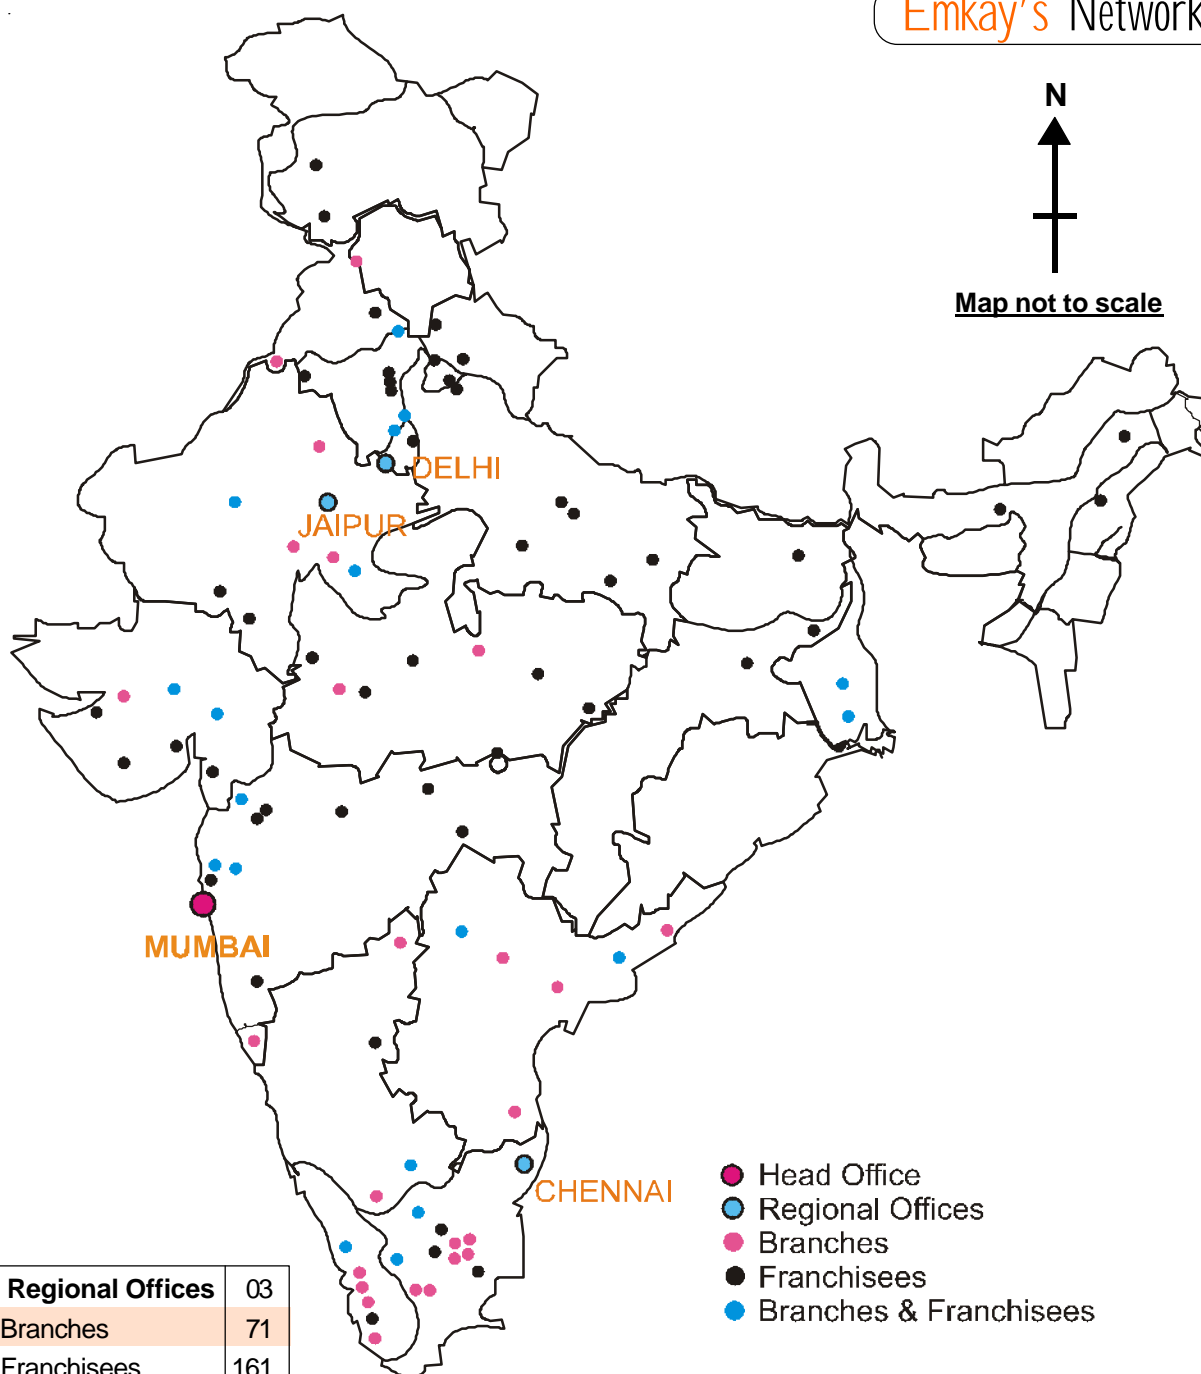 Emkay's Network
N
Map not to scale
DELHI
JAIPUR
MUMBAI
CHENNAI
Head Office
Regional Offices
Branches
Franchisees
Branches & Franchisees
Regional Offices 03
Branches 71
Franchisees 161